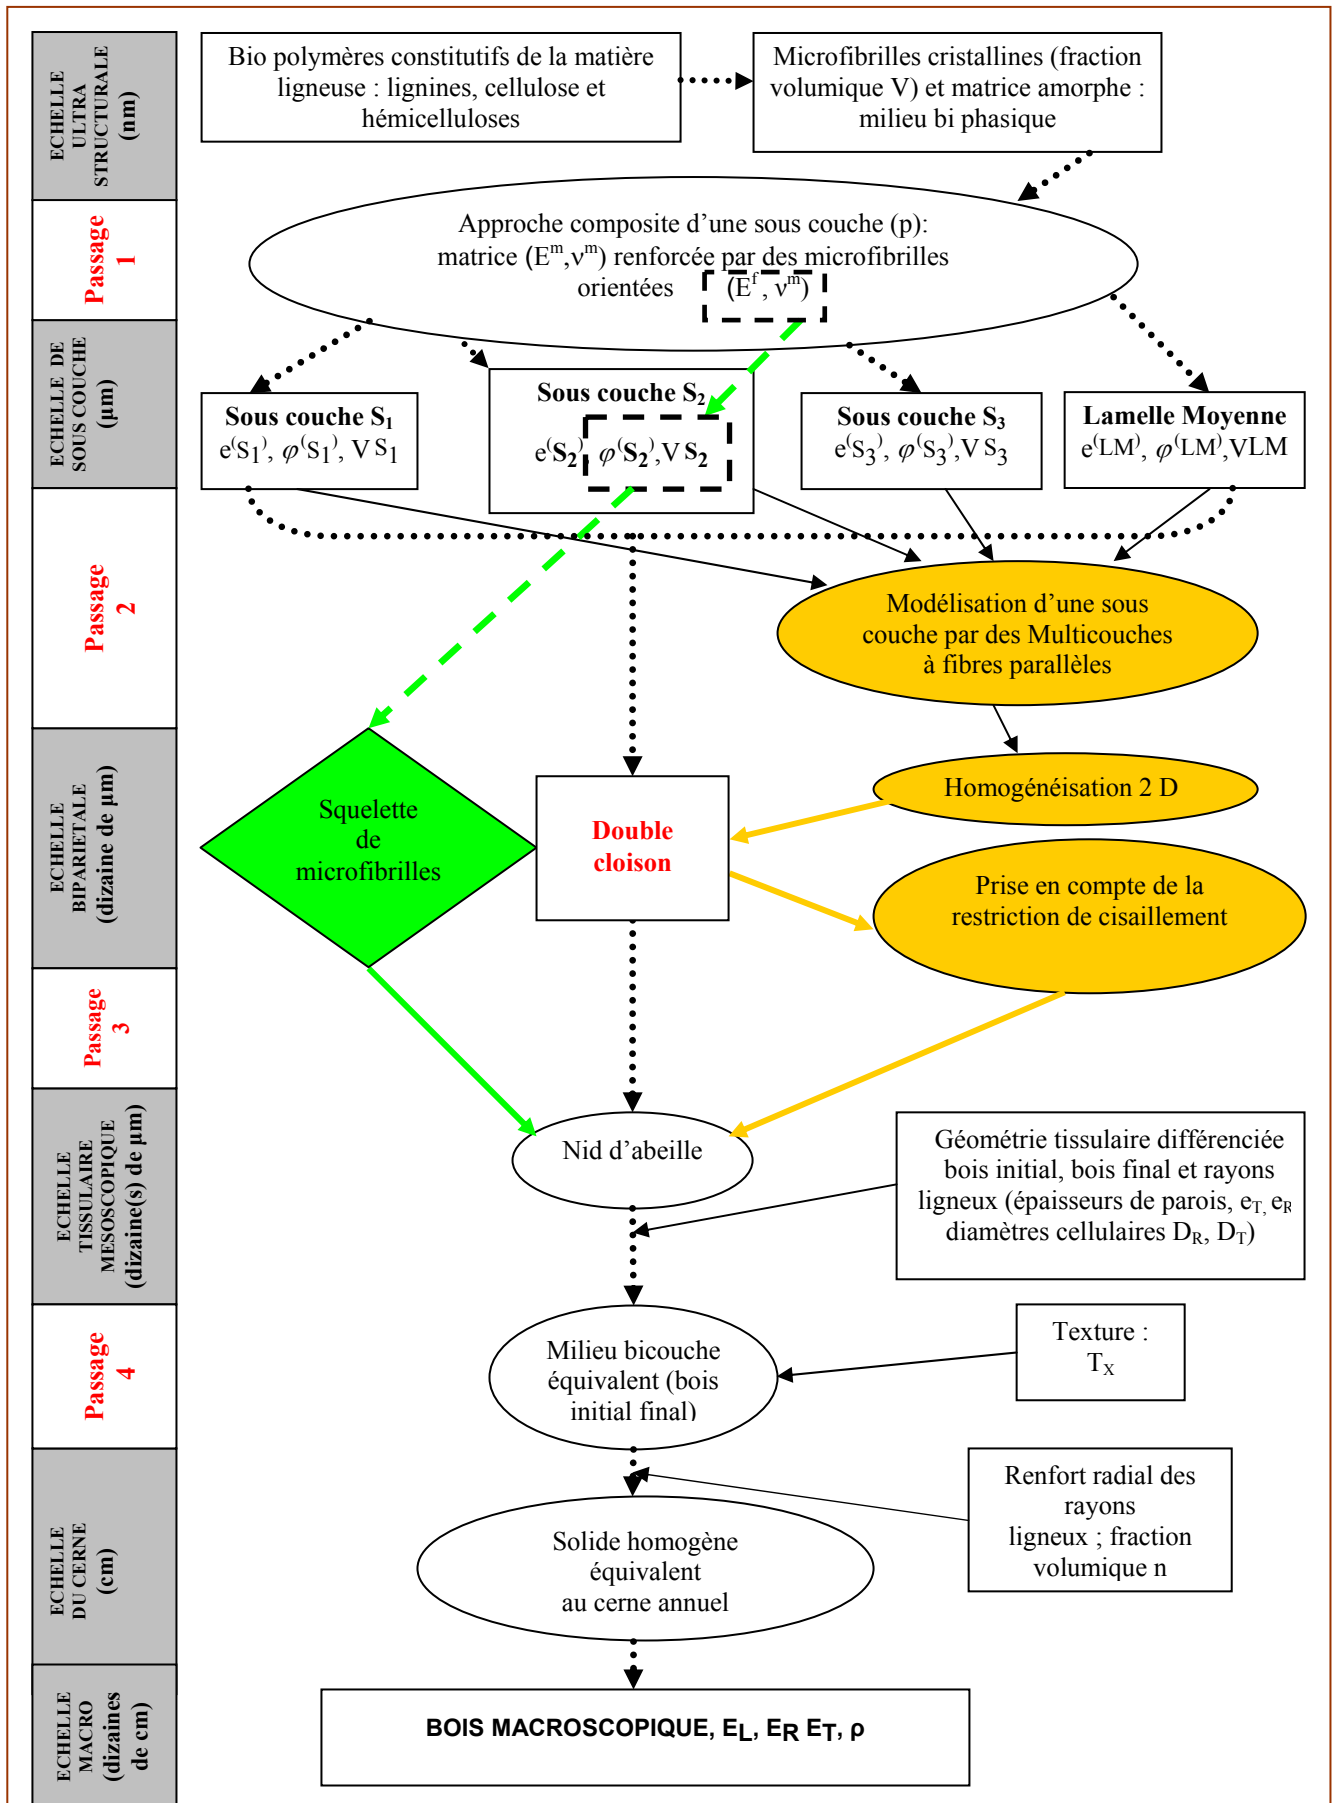 ECHELLE
ULTRA
STRUCTURALE
(nm)
Bio polymères constitutifs de la matière
ligneuse : lignines, cellulose et
hémicelluloses
Microfibrilles cristallines (fraction
volumique V) et matrice amorphe :
milieu bi phasique
Passage
1
Approche composite d’une sous couche (p):
matrice (Eᵐ,νᵐ) renforcée par des microfibrilles
orientées (Eᶠ, νᵐ)
ECHELLE DE
SOUS COUCHE
(µm)
Sous couche S₁
e⁽S₁⁾, φ⁽S₁⁾, V S₁
Sous couche S₂
e⁽S₂⁾, φ⁽S₂⁾,V S₂
Sous couche S₃
e⁽S₃⁾, φ⁽S₃⁾,V S₃
Lamelle Moyenne
e⁽LM⁾, φ⁽LM⁾,VLM
Passage
2
Modélisation d’une sous
couche par des Multicouches
à fibres parallèles
ECHELLE
BIPARIETALE
(dizaine de µm)
Squelette
de
microfibrilles
Double
cloison
Homogénéisation 2 D
Prise en compte de la
restriction de cisaillement
Passage
3
ECHELLE
TISSULAIRE
MESOSCOPIQUE
(dizaine(s) de µm)
Nid d’abeille
Géométrie tissulaire différenciée
bois initial, bois final et rayons
ligneux (épaisseurs de parois, e_T, e_R
diamètres cellulaires D_R, D_T)
Passage
4
Milieu bicouche
équivalent (bois
initial final)
Texture :
T_X
ECHELLE
DU CERNE
(cm)
Renfort radial des
rayons
ligneux ; fraction
volumique n
Solide homogène
équivalent
au cerne annuel
ECHELLE
MACRO
(dizaines
de cm)
BOIS MACROSCOPIQUE, E_L, E_R E_T, ρ